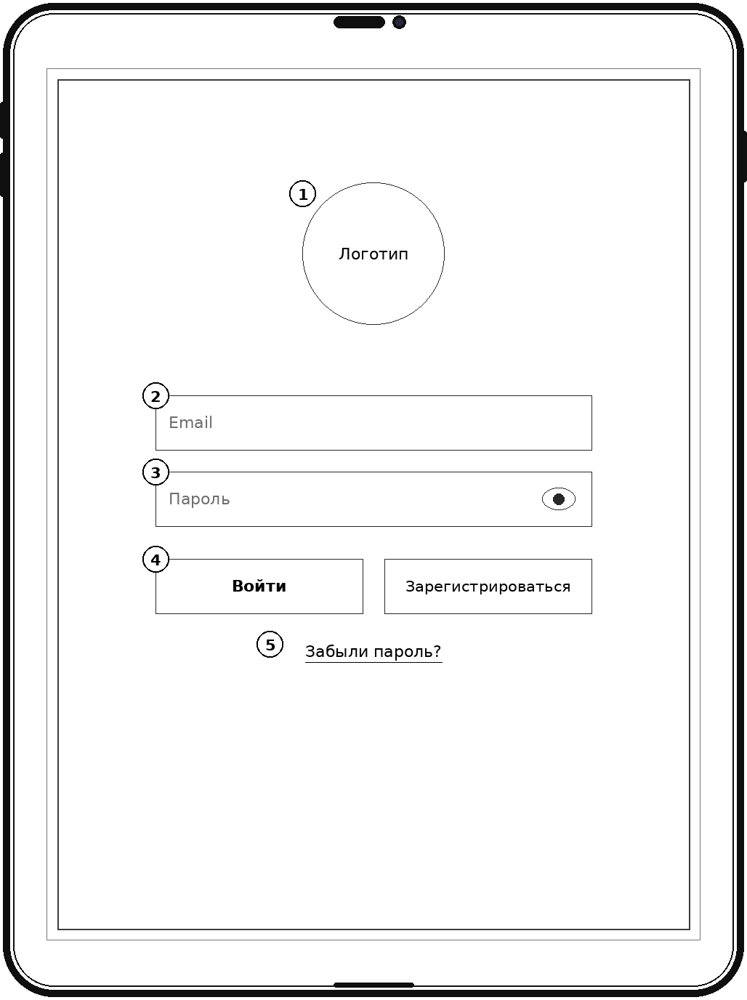 1
Логотип
2
Email
3
Пароль
4
Войти
Зарегистрироваться
5
Забыли пароль?